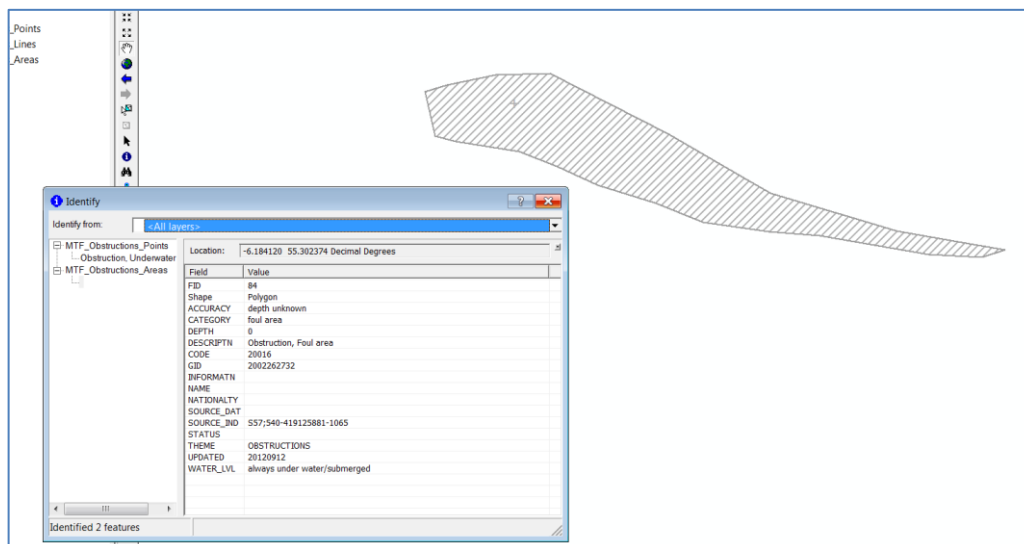 _Points
_Lines
_Areas
Identify
Identify from: <All layers>
MTF_Obstructions_Points
Obstruction, Underwater
MTF_Obstructions_Areas
Location: -6.184120 55.302374 Decimal Degrees
Field Value
FID 84
Shape Polygon
ACCURACY depth unknown
CATEGORY foul area
DEPTH 0
DESCRIPTN Obstruction, Foul area
CODE 20016
GID 2002262732
INFORMATN
NAME
NATIONALTY
SOURCE_DAT
SOURCE_IND S57;540-419125881-1065
STATUS
THEME OBSTRUCTIONS
UPDATED 20120912
WATER_LVL always under water/submerged
Identified 2 features